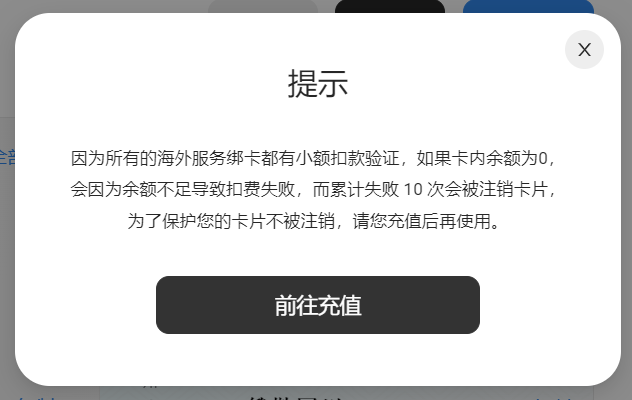 X
提示
因为所有的海外服务绑卡都有小额扣款验证，如果卡内余额为0，
会因为余额不足导致扣费失败，而累计失败 10 次会被注销卡片，
为了保护您的卡片不被注销，请您充值后再使用。
前往充值